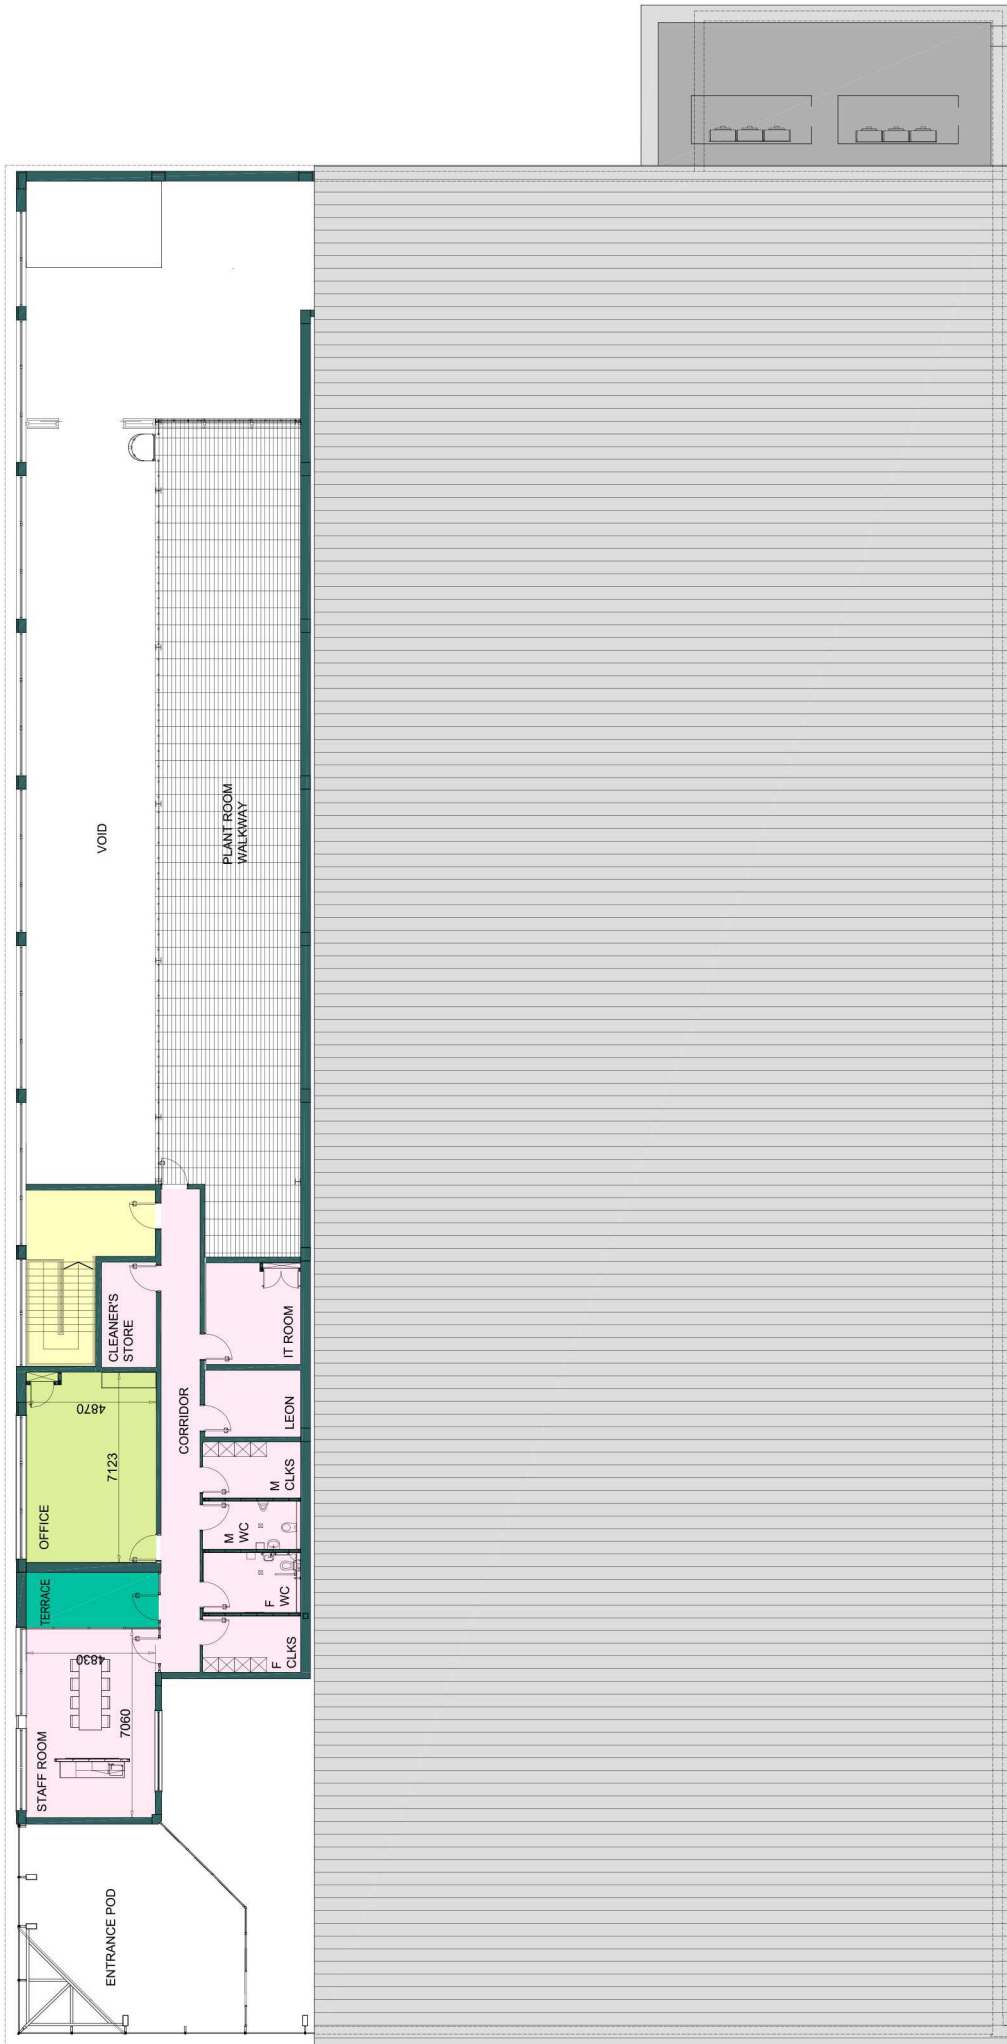 VOID
PLANT ROOM
WALKWAY
CLEANER'S
STORE
CORRIDOR
IT ROOM
LEON
M
CLKS
M
WC
F
WC
F
CLKS
OFFICE
4870
7123
TERRACE
STAFF ROOM
4830
7060
ENTRANCE POD